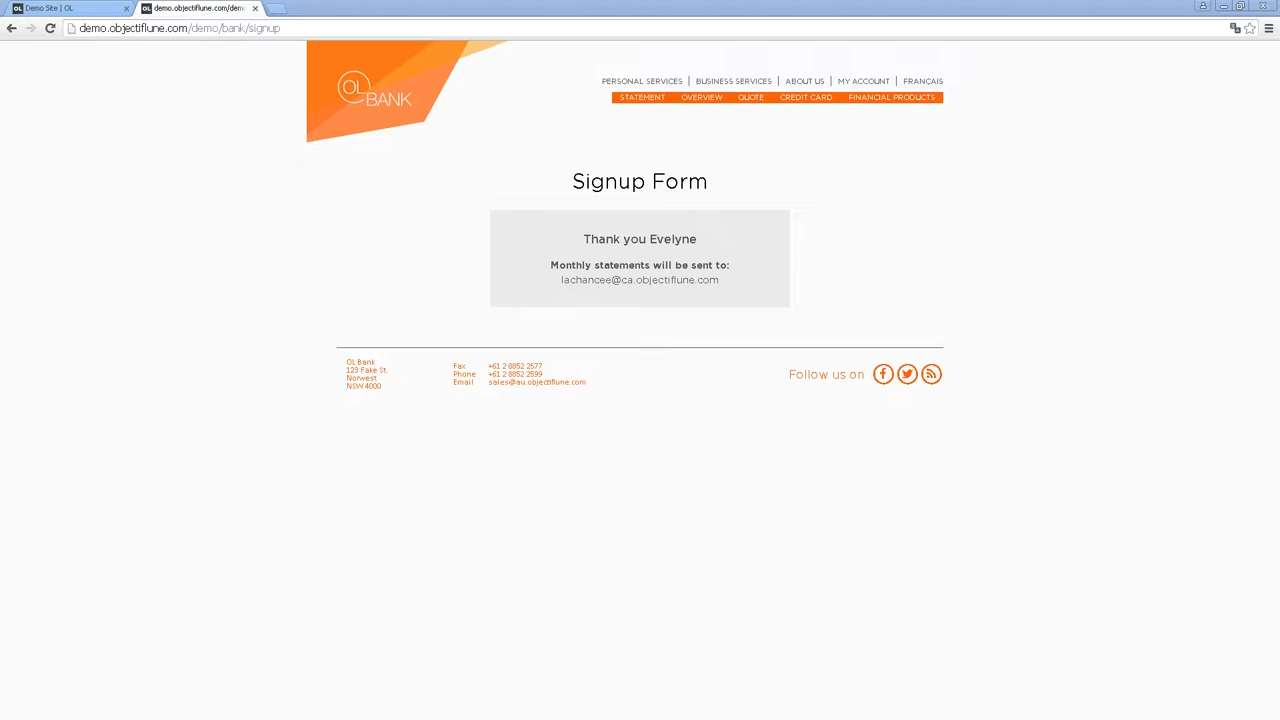 Demo Site | OL
demo.objectiflune.com/dem
demo.objectiflune.com/demo/bank/signup
OL
BANK
PERSONAL SERVICES | BUSINESS SERVICES | ABOUT US | MY ACCOUNT | FRANÇAIS
STATEMENT OVERVIEW QUOTE CREDIT CARD FINANCIAL PRODUCTS
Signup Form
Thank you Evelyne
Monthly statements will be sent to:
lachancee@ca.objectiflune.com
OL Bank
123 Fake St.
Norwest
NSW 4000
Fax +61 2 8852 2577
Phone +61 2 8852 2599
Email sales@au.objectiflune.com
Follow us on